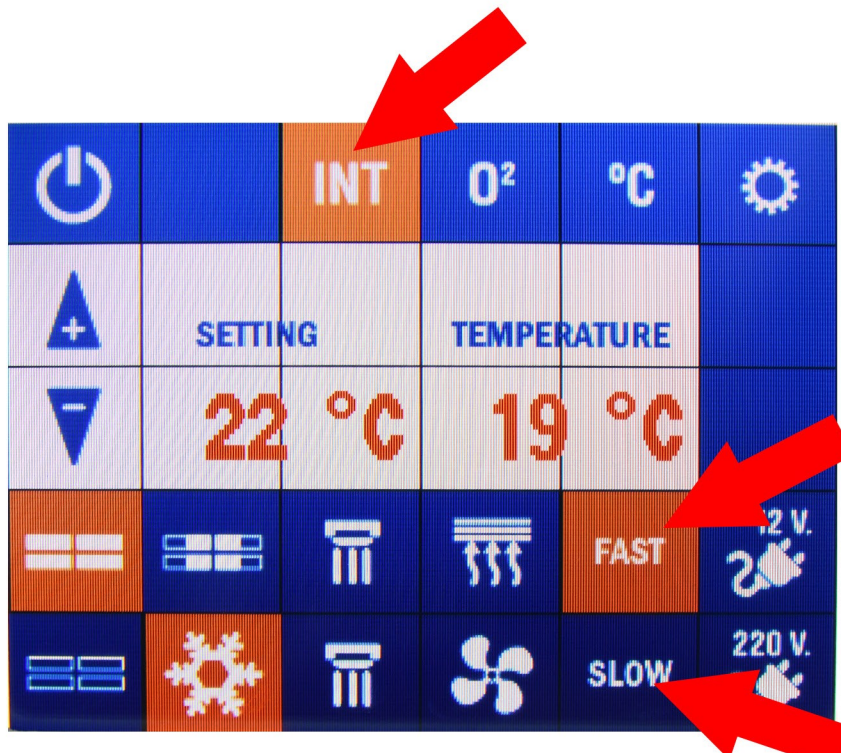 INT O² °C
SETTING TEMPERATURE
22 °C 19 °C
FAST 12 V.
SLOW 220 V.